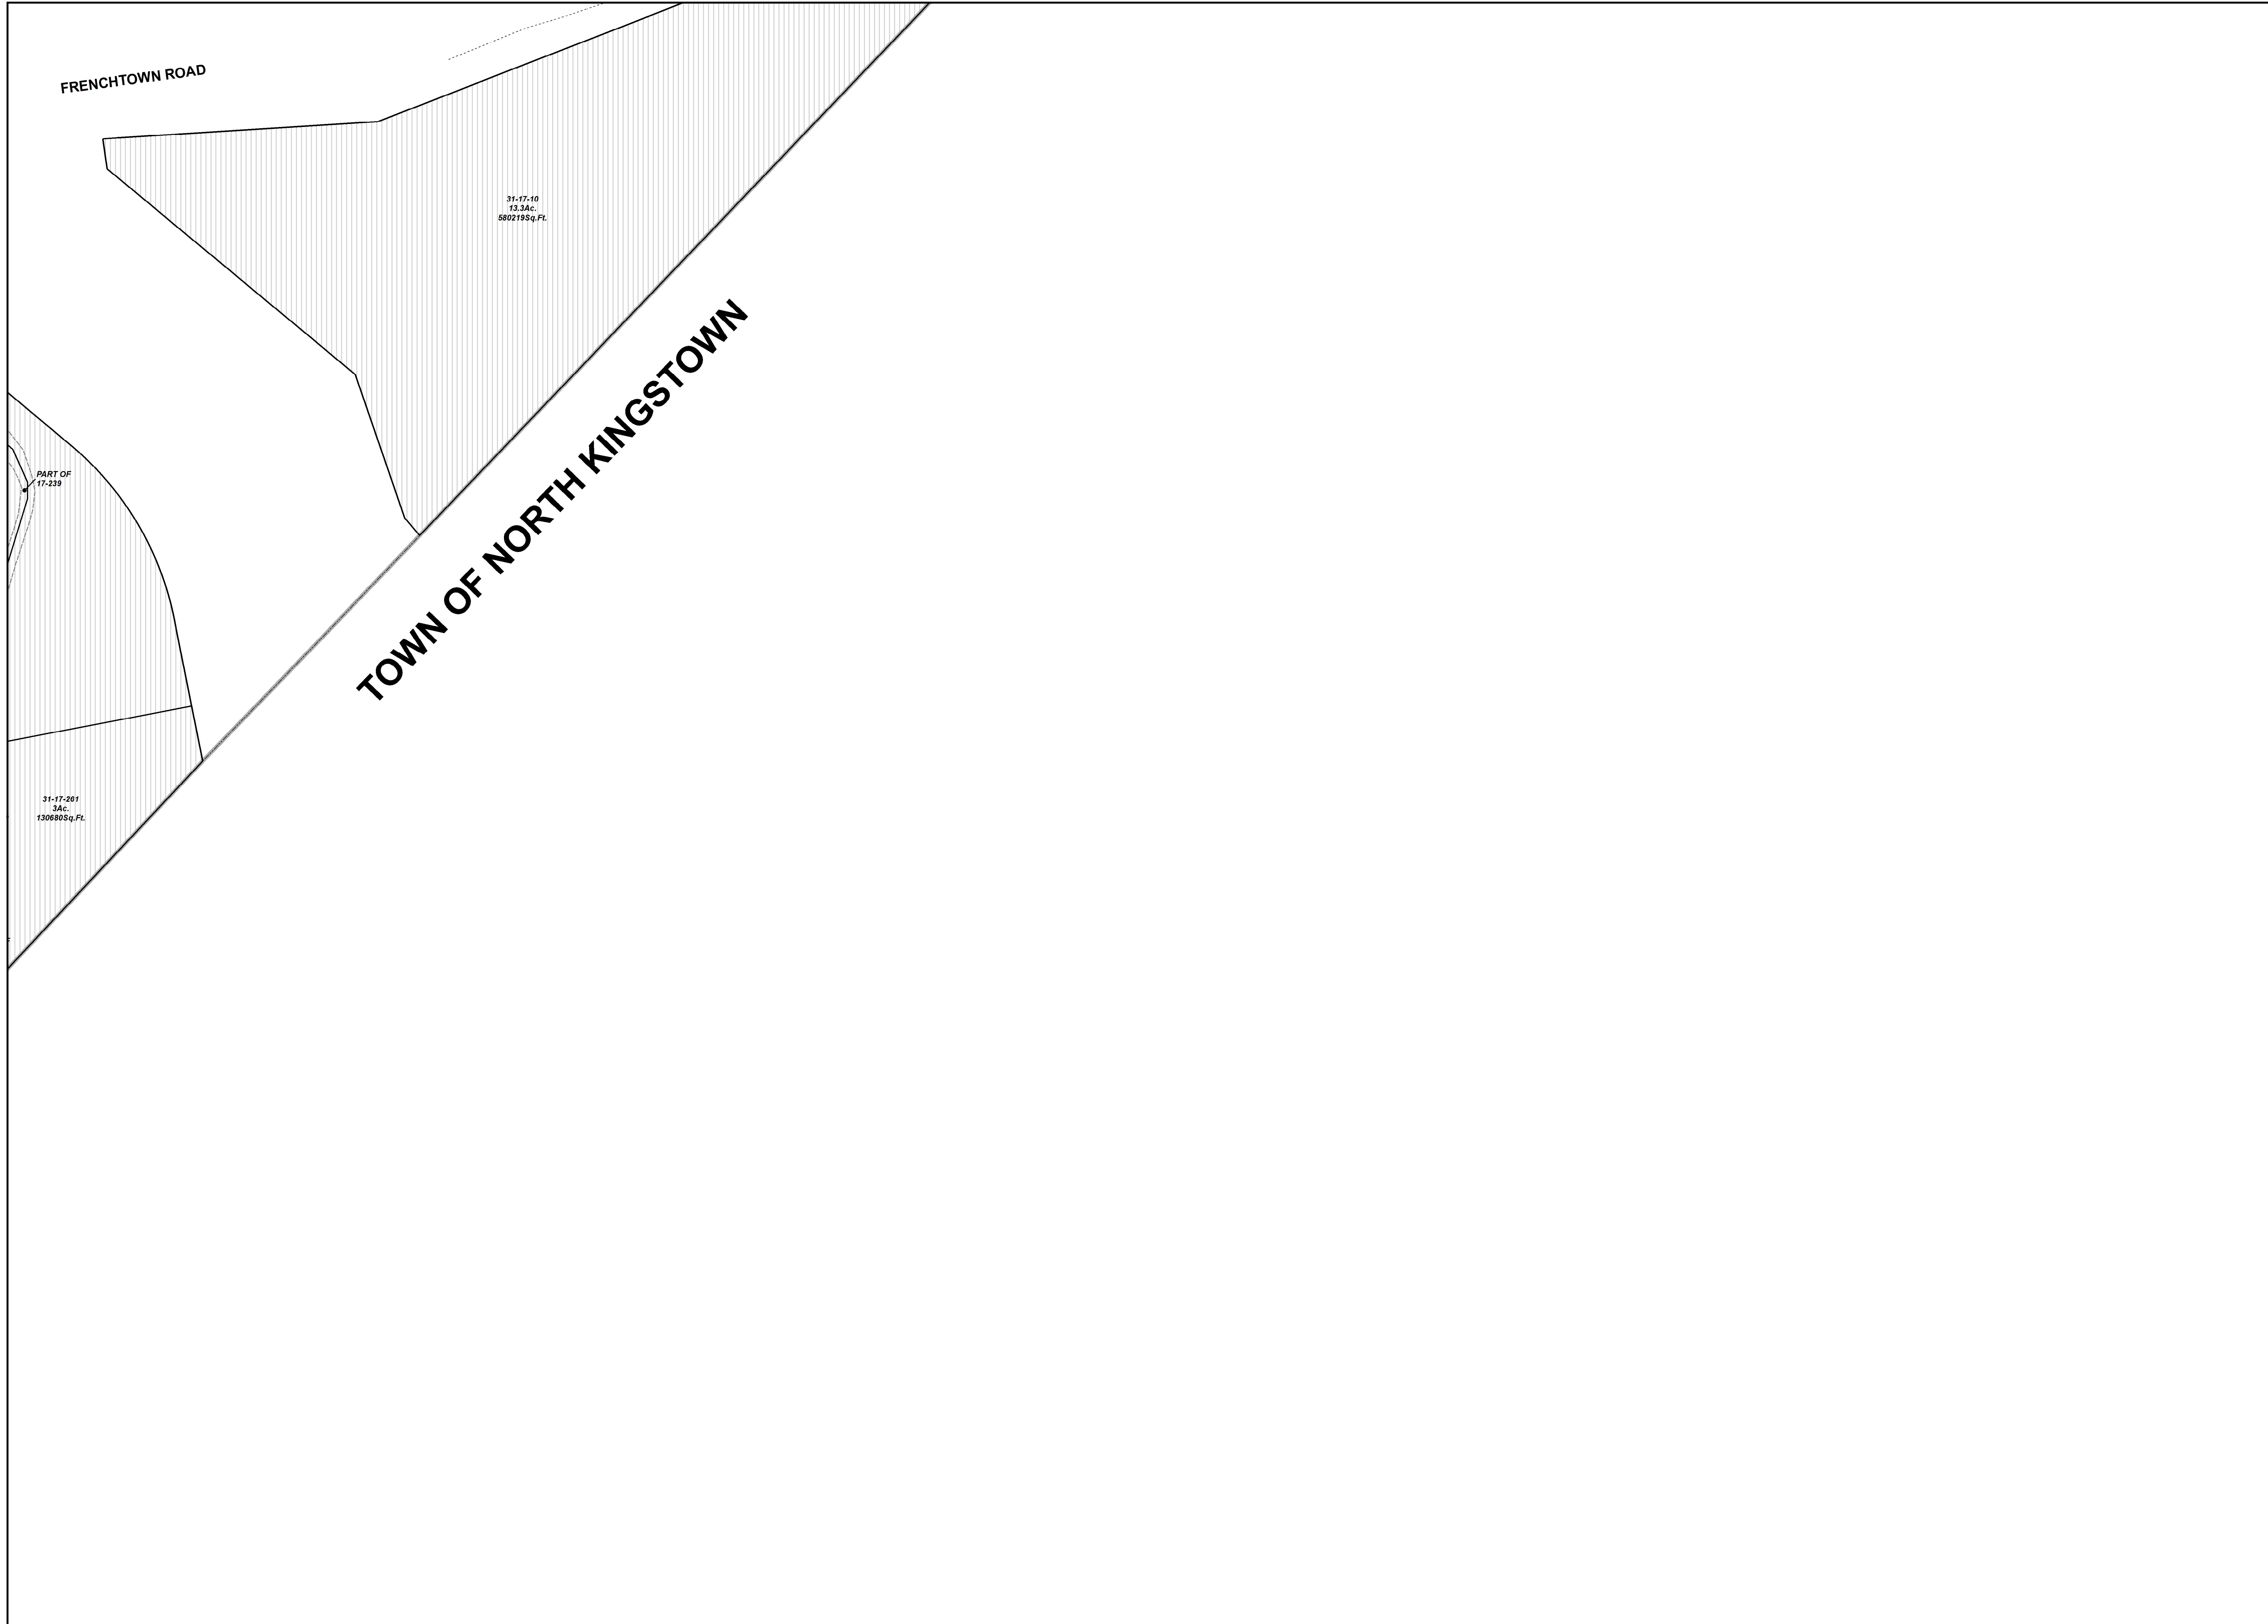 FRENCHTOWN ROAD
31-17-10
13.3Ac.
580219Sq.Ft.
TOWN OF NORTH KINGSTOWN
PART OF
17-239
31-17-261
3Ac.
130680Sq.Ft.